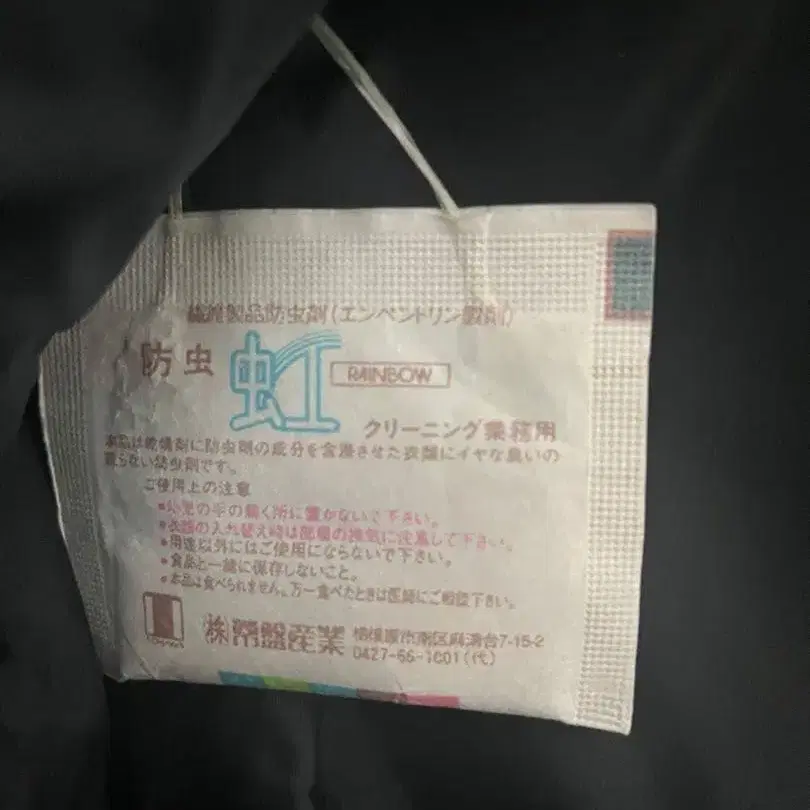 繊維製品防虫剤(エンペントリン製剤)
防虫 虹 RAINBOW
クリーニング業務用
本品は乾燥剤に防虫剤の成分を含浸させた衣類にイヤな臭いの
残らない防虫剤です。
ご使用上の注意
•幼児の手の届く所に置かないで下さい。
•衣類の入れ替え時は部屋の換気に注意して下さい。
•用途以外にはご使用にならないで下さい。
•食品と一緒に保存しないこと。
•本品は食べられません。万一食べたときは医師にご相談下さい。
㈱常盤産業 相模原市南区麻溝台7-15-2
(代)